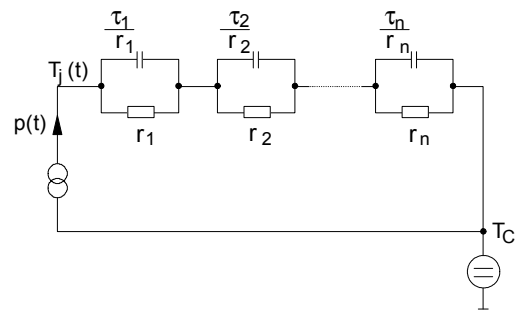 τ1 τ2 τn
r1 r2 rn
Tj (t)
r1 r2 rn
p(t)
TC